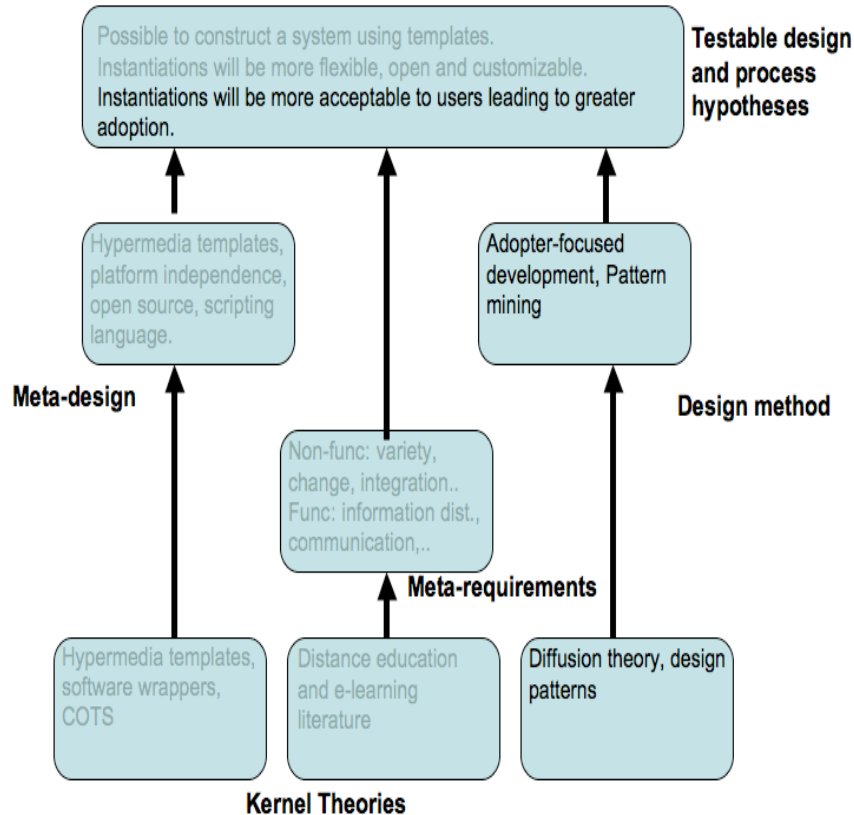 Possible to construct a system using templates.
Instantiations will be more flexible, open and customizable.
Instantiations will be more acceptable to users leading to greater
adoption.
Testable design
and process
hypotheses
Hypermedia templates,
platform independence,
open source, scripting
language.
Adopter-focused
development, Pattern
mining
Meta-design
Design method
Non-func: variety,
change, integration..
Func: information dist.,
communication,..
Meta-requirements
Hypermedia templates,
software wrappers,
COTS
Distance education
and e-learning
literature
Diffusion theory, design
patterns
Kernel Theories